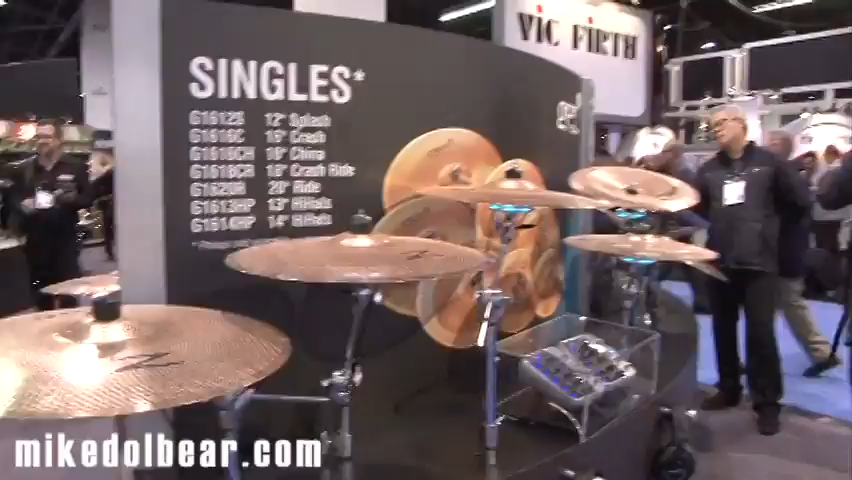 VIC FIRTH
SINGLES*
G1612S 12" Splash
G1616C 16" Crash
G1618CH 18" China
G1618CR 18" Crash Ride
G1620R 20" Ride
G1613HP 13" HiHats
G1614HP 14" HiHats
mikedolbear.com